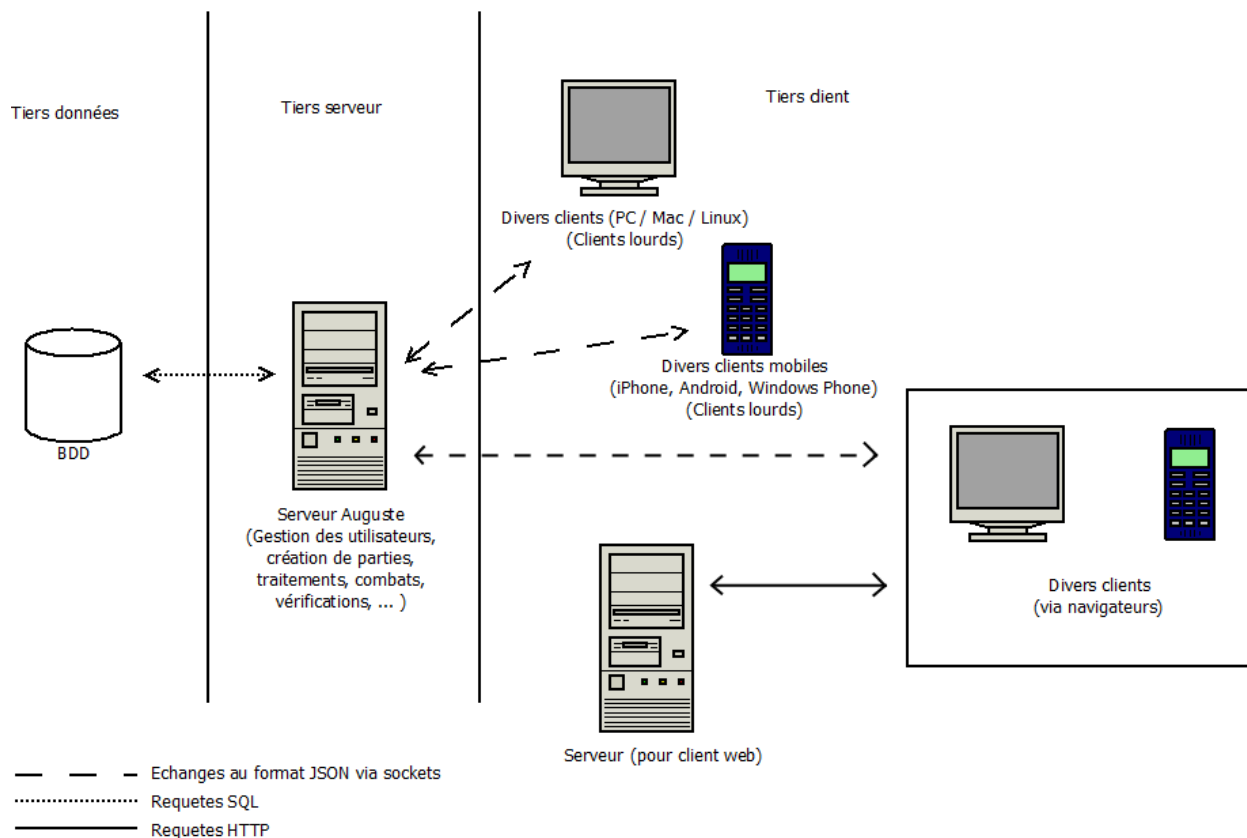 Tiers données
Tiers serveur
Tiers client
Divers clients (PC / Mac / Linux)
(Clients lourds)
Divers clients mobiles
(iPhone, Android, Windows Phone)
(Clients lourds)
BDD
Serveur Auguste
(Gestion des utilisateurs,
création de parties,
traitements, combats,
vérifications, ... )
Divers clients
(via navigateurs)
Serveur (pour client web)
Echanges au format JSON via sockets
Requetes SQL
Requetes HTTP